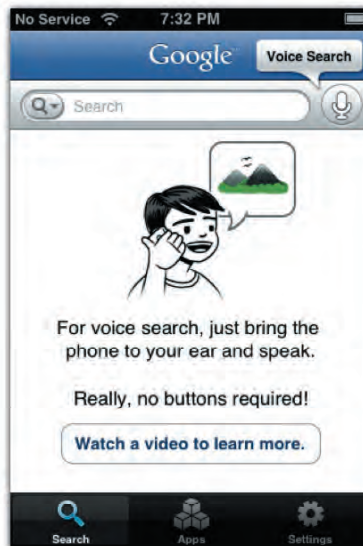 No Service 7:32 PM
Google
Voice Search
Search
For voice search, just bring the
phone to your ear and speak.
Really, no buttons required!
Watch a video to learn more.
Search Apps Settings